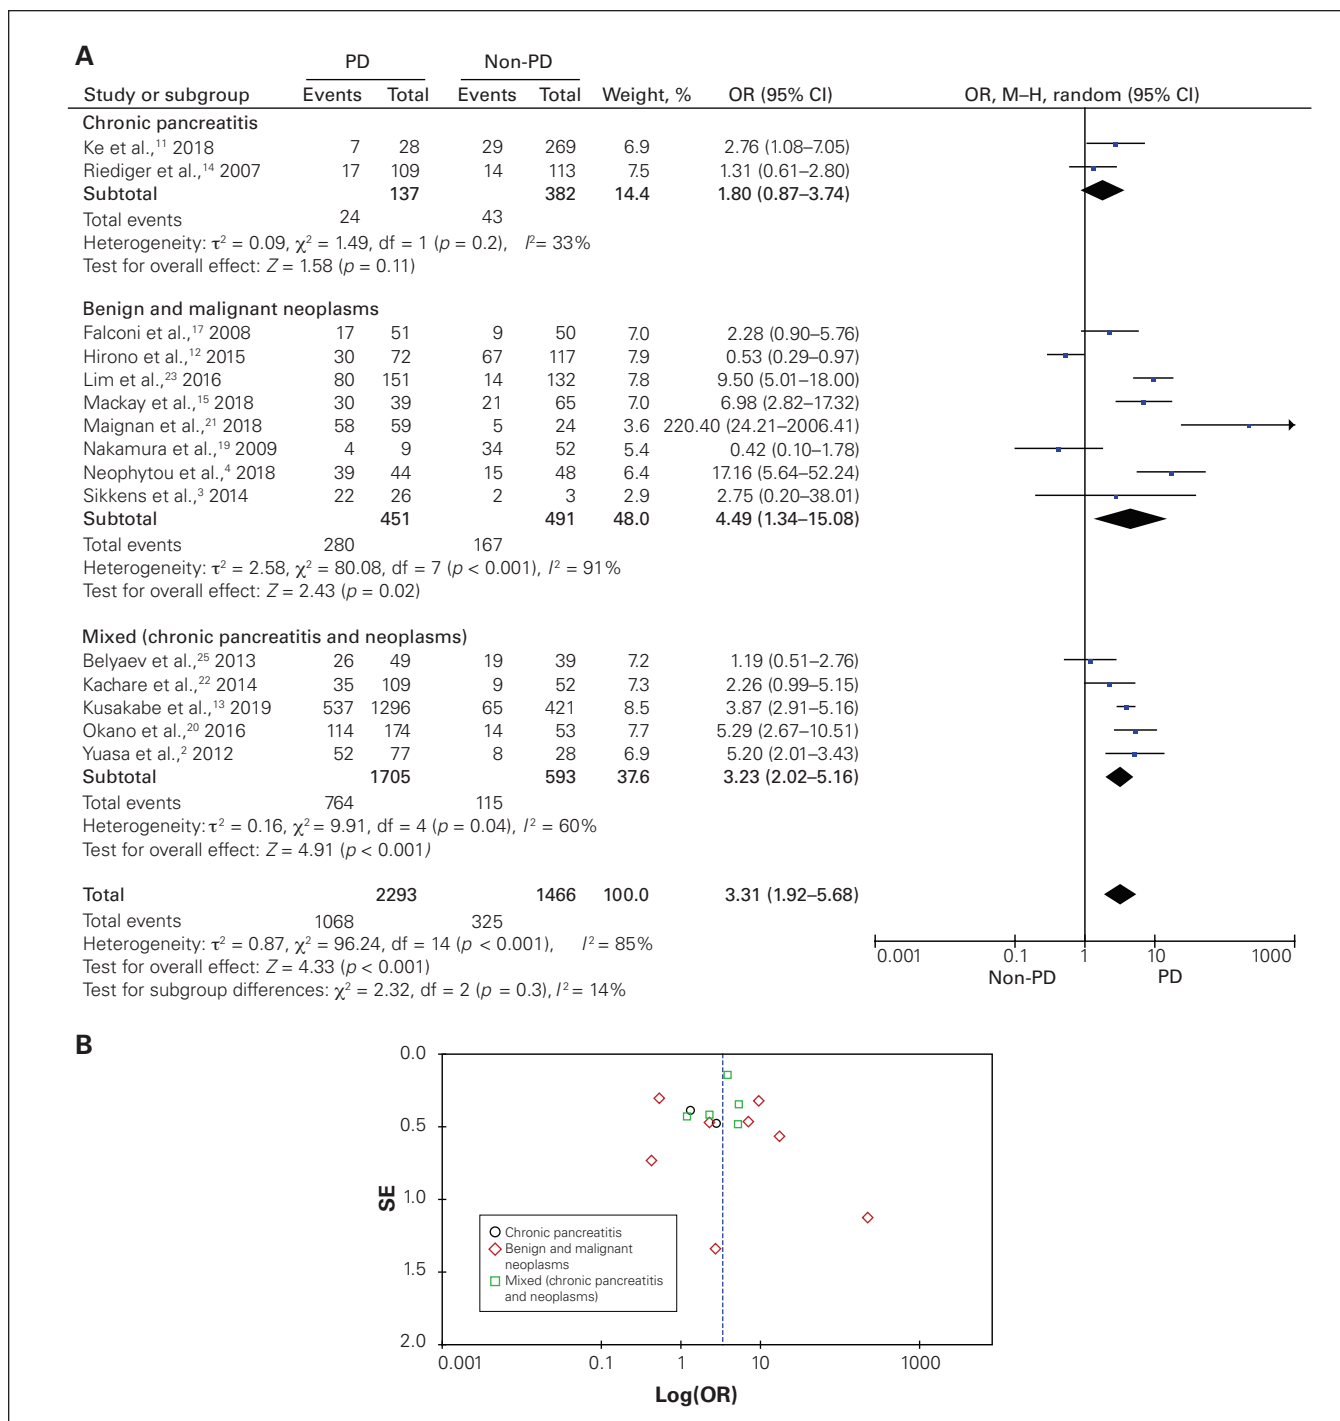 A
PD Non-PD
Study or subgroup Events Total Events Total Weight, % OR (95% CI) OR, M–H, random (95% CI)
Chronic pancreatitis
Ke et al.,11 2018 7 28 29 269 6.9 2.76 (1.08–7.05)
Riediger et al.,14 2007 17 109 14 113 7.5 1.31 (0.61–2.80)
Subtotal 137 382 14.4 1.80 (0.87–3.74)
Total events 24 43
Heterogeneity: τ2 = 0.09, χ2 = 1.49, df = 1 (p = 0.2), I2= 33%
Test for overall effect: Z = 1.58 (p = 0.11)
Benign and malignant neoplasms
Falconi et al.,17 2008 17 51 9 50 7.0 2.28 (0.90–5.76)
Hirono et al.,12 2015 30 72 67 117 7.9 0.53 (0.29–0.97)
Lim et al.,23 2016 80 151 14 132 7.8 9.50 (5.01–18.00)
Mackay et al.,15 2018 30 39 21 65 7.0 6.98 (2.82–17.32)
Maignan et al.,21 2018 58 59 5 24 3.6 220.40 (24.21–2006.41)
Nakamura et al.,19 2009 4 9 34 52 5.4 0.42 (0.10–1.78)
Neophytou et al.,4 2018 39 44 15 48 6.4 17.16 (5.64–52.24)
Sikkens et al.,3 2014 22 26 2 3 2.9 2.75 (0.20–38.01)
Subtotal 451 491 48.0 4.49 (1.34–15.08)
Total events 280 167
Heterogeneity: τ2 = 2.58, χ2 = 80.08, df = 7 (p < 0.001), I2 = 91%
Test for overall effect: Z = 2.43 (p = 0.02)
Mixed (chronic pancreatitis and neoplasms)
Belyaev et al.,25 2013 26 49 19 39 7.2 1.19 (0.51–2.76)
Kachare et al.,22 2014 35 109 9 52 7.3 2.26 (0.99–5.15)
Kusakabe et al.,13 2019 537 1296 65 421 8.5 3.87 (2.91–5.16)
Okano et al.,20 2016 114 174 14 53 7.7 5.29 (2.67–10.51)
Yuasa et al.,2 2012 52 77 8 28 6.9 5.20 (2.01–3.43)
Subtotal 1705 593 37.6 3.23 (2.02–5.16)
Total events 764 115
Heterogeneity: τ2 = 0.16, χ2 = 9.91, df = 4 (p = 0.04), I2 = 60%
Test for overall effect: Z = 4.91 (p < 0.001)
Total 2293 1466 100.0 3.31 (1.92–5.68)
Total events 1068 325
Heterogeneity: τ2 = 0.87, χ2 = 96.24, df = 14 (p < 0.001), I2 = 85%
Test for overall effect: Z = 4.33 (p < 0.001)
Test for subgroup differences: χ2 = 2.32, df = 2 (p = 0.3), I2 = 14%
0.001 0.1 1 10 1000
Non-PD PD
B
0.0
0.5
1.0
1.5
2.0
SE
Chronic pancreatitis
Benign and malignant
neoplasms
Mixed (chronic pancreatitis
and neoplasms)
0.001 0.1 1 10 1000
Log(OR)